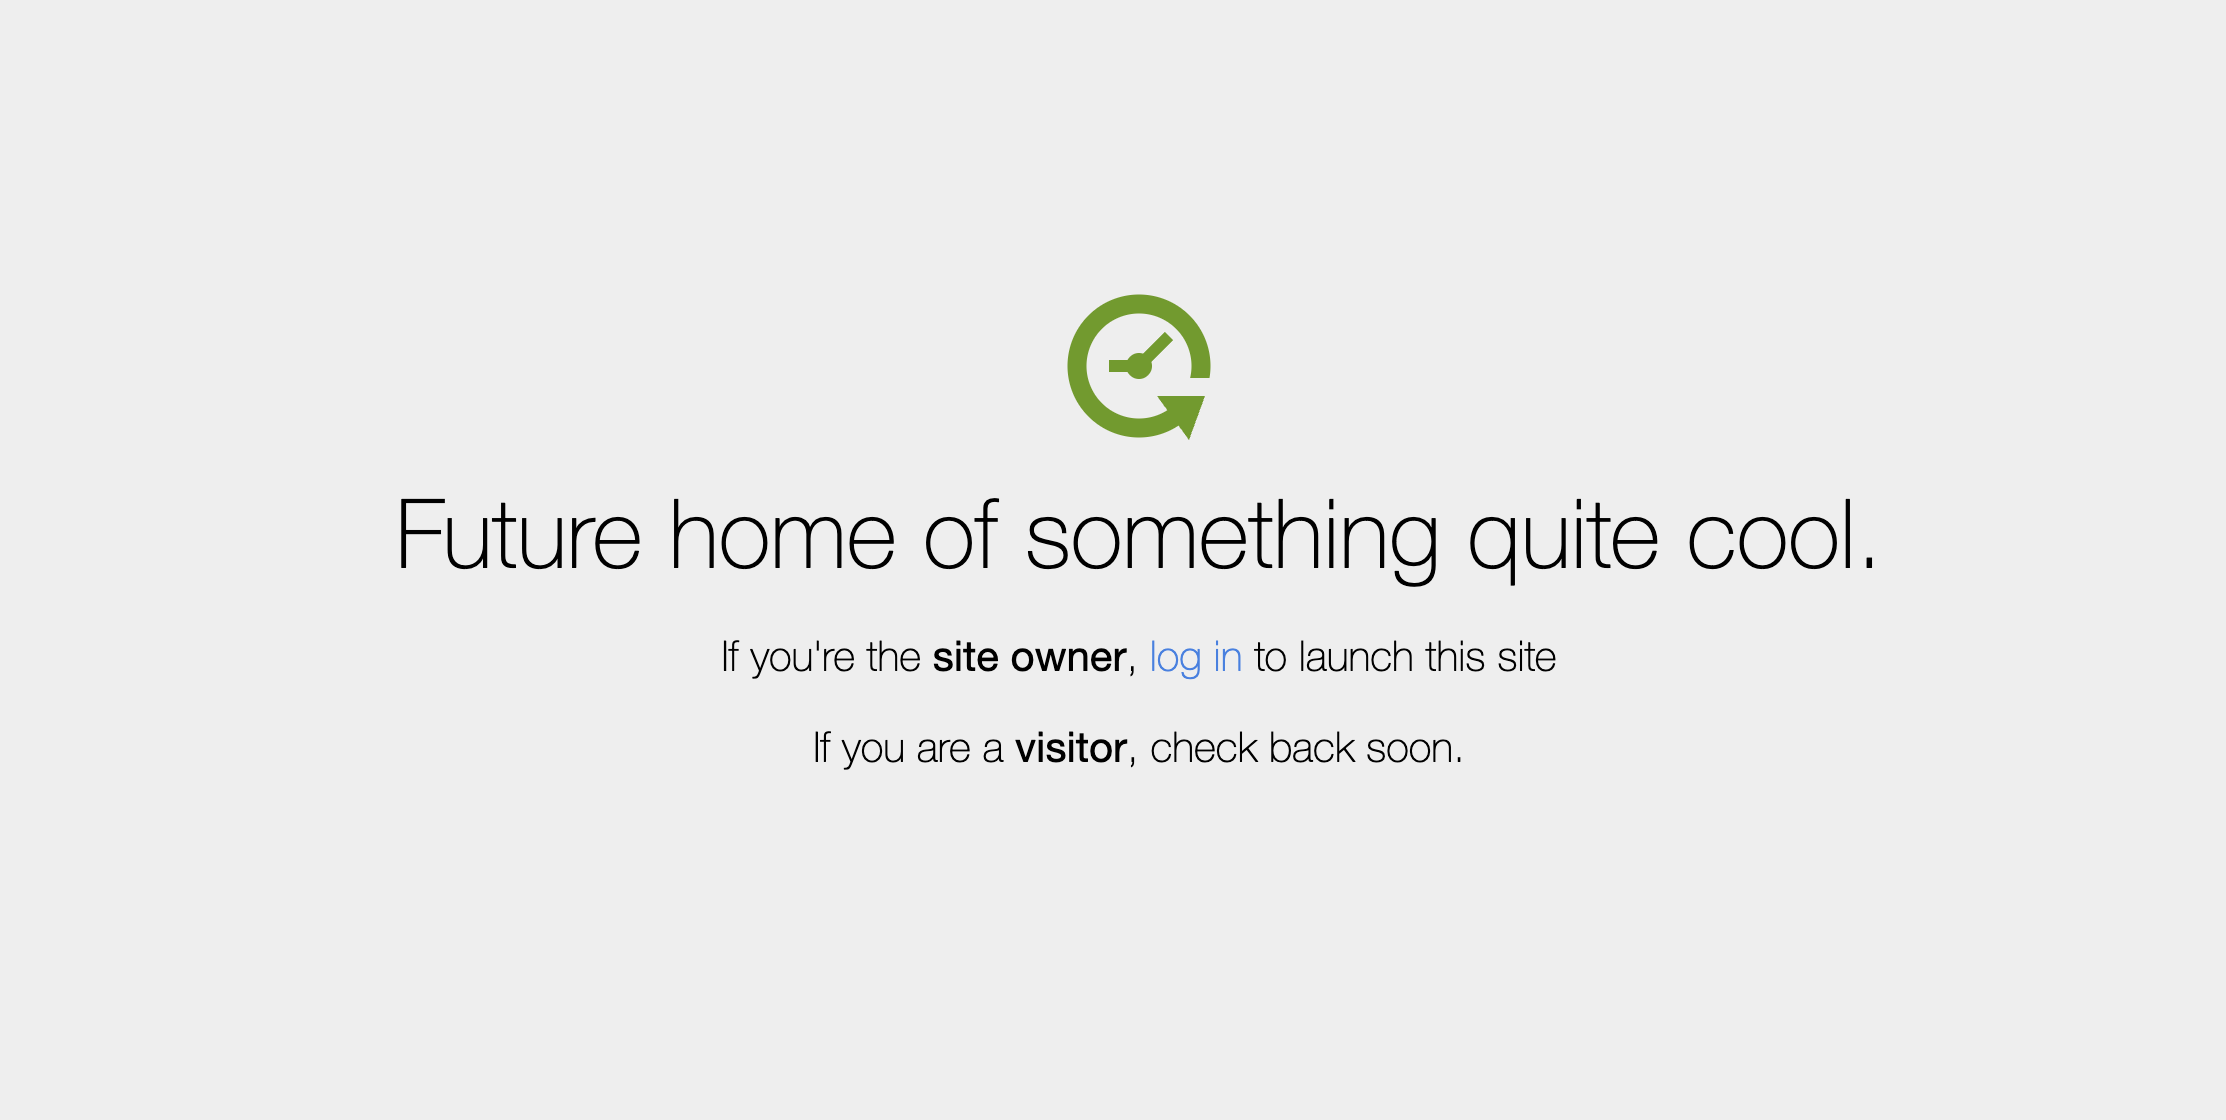 Future home of something quite cool.
If you're the site owner, log in to launch this site
If you are a visitor, check back soon.